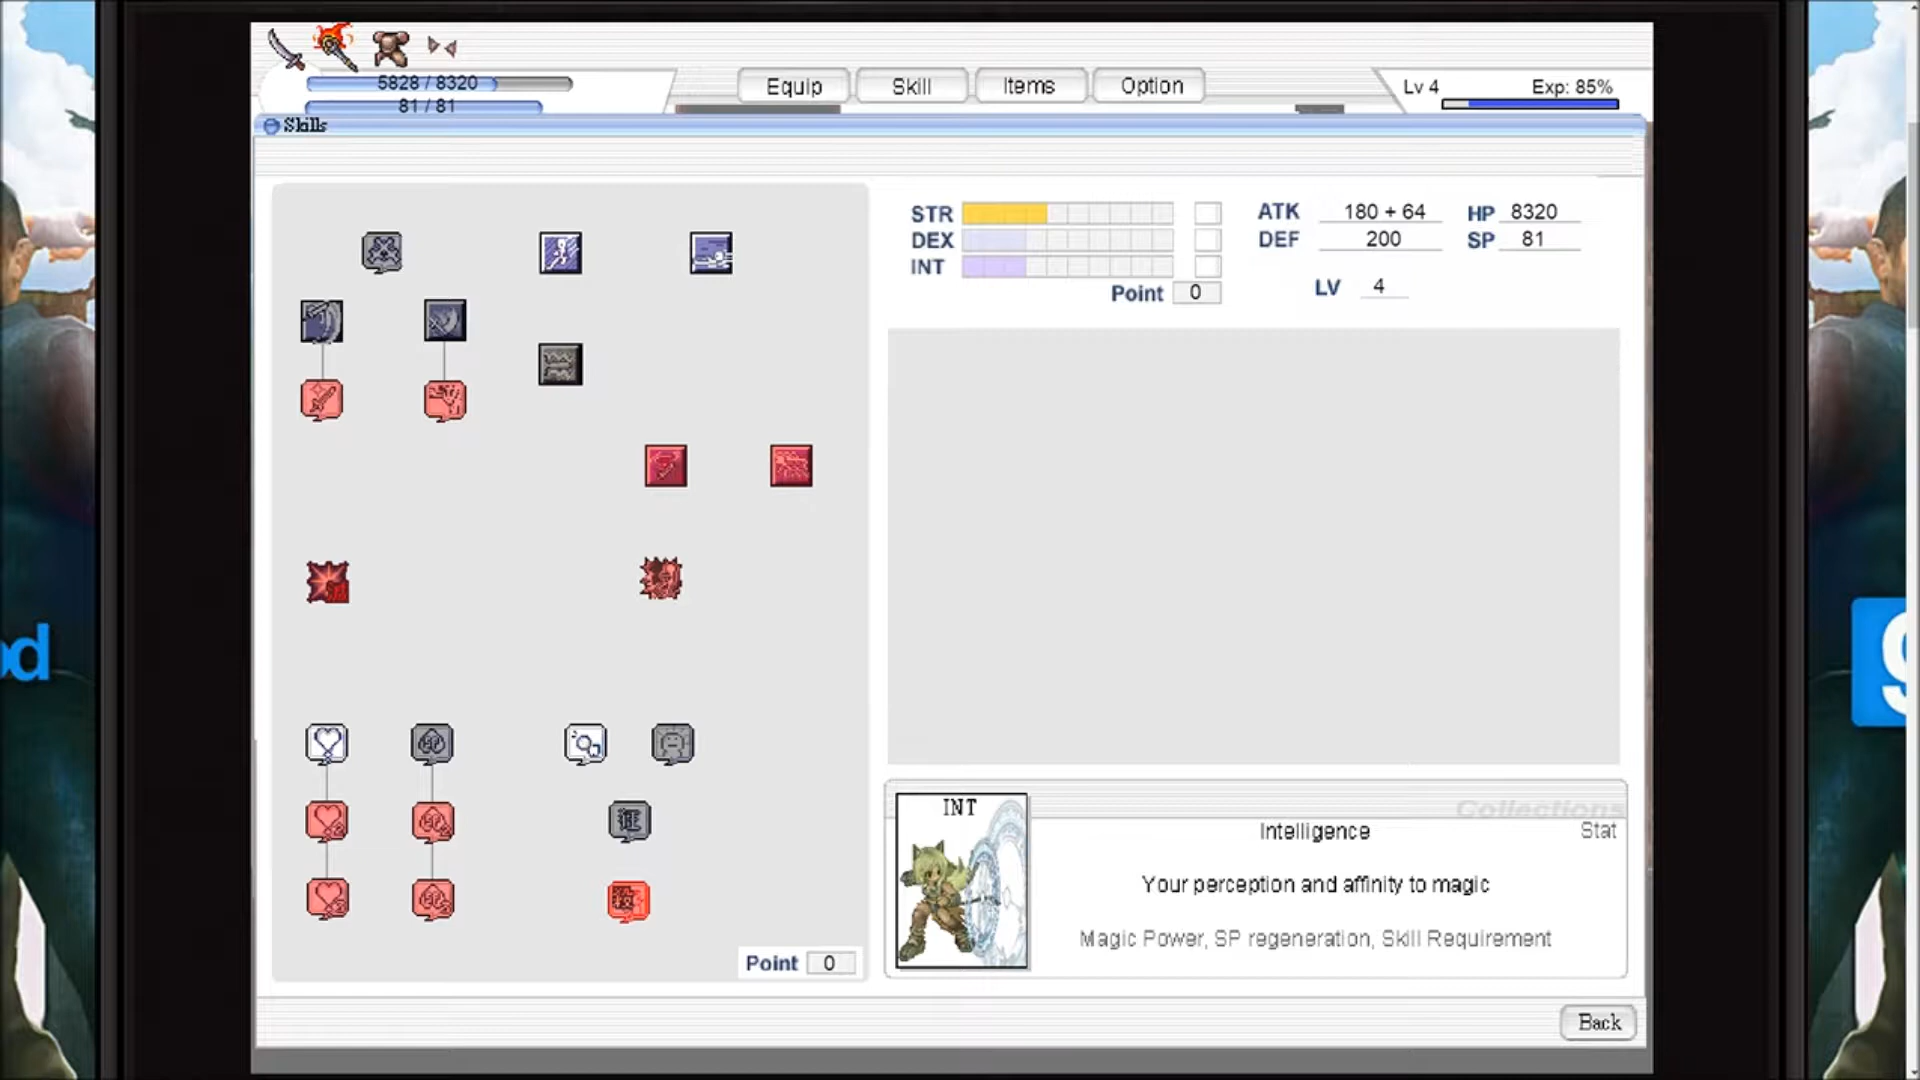 5828 / 8320
81 / 81
Equip
Skill
Items
Option
Lv 4
Exp: 85%
Skills
STR
DEX
INT
Point 0
ATK 180 + 64
DEF 200
HP 8320
SP 81
LV 4
Point 0
INT
Collections
Intelligence
Stat
Your perception and affinity to magic
Magic Power, SP regeneration, Skill Requirement
Back